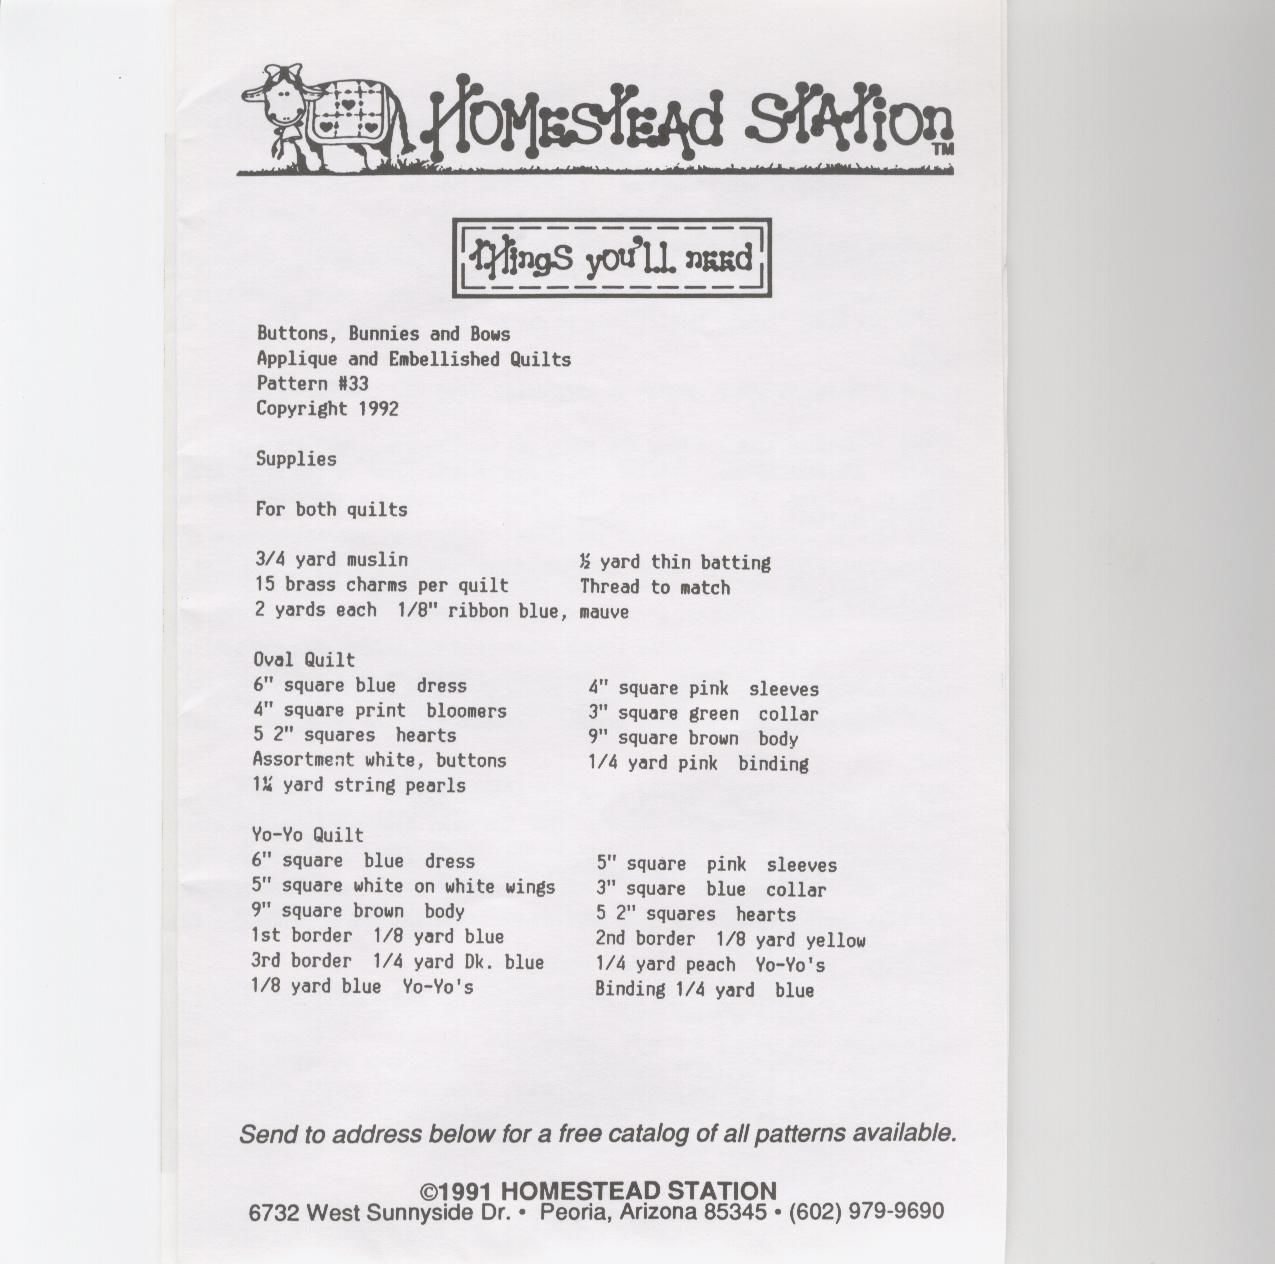 Homestead Station™
Things you'll need
Buttons, Bunnies and Bows
Applique and Embellished Quilts
Pattern #33
Copyright 1992
Supplies
For both quilts
3/4 yard muslin ½ yard thin batting
15 brass charms per quilt Thread to match
2 yards each 1/8" ribbon blue, mauve
Oval Quilt
6" square blue dress 4" square pink sleeves
4" square print bloomers 3" square green collar
5 2" squares hearts 9" square brown body
Assortment white, buttons 1/4 yard pink binding
1¼ yard string pearls
Yo-Yo Quilt
6" square blue dress 5" square pink sleeves
5" square white on white wings 3" square blue collar
9" square brown body 5 2" squares hearts
1st border 1/8 yard blue 2nd border 1/8 yard yellow
3rd border 1/4 yard Dk. blue 1/4 yard peach Yo-Yo's
1/8 yard blue Yo-Yo's Binding 1/4 yard blue
Send to address below for a free catalog of all patterns available.
©1991 HOMESTEAD STATION
6732 West Sunnyside Dr. • Peoria, Arizona 85345 • (602) 979-9690